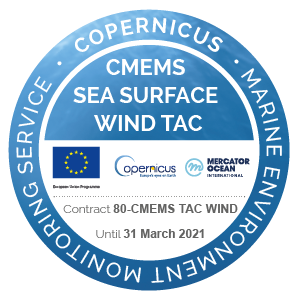 COPERNICUS • MARINE ENVIRONMENT MONITORING SERVICE •
CMEMS
SEA SURFACE
WIND TAC
European Union Programme
opernicus
Europe's eyes on Earth
MERCATOR
OCEAN
INTERNATIONAL
Contract 80-CMEMS TAC WIND
Until 31 March 2021